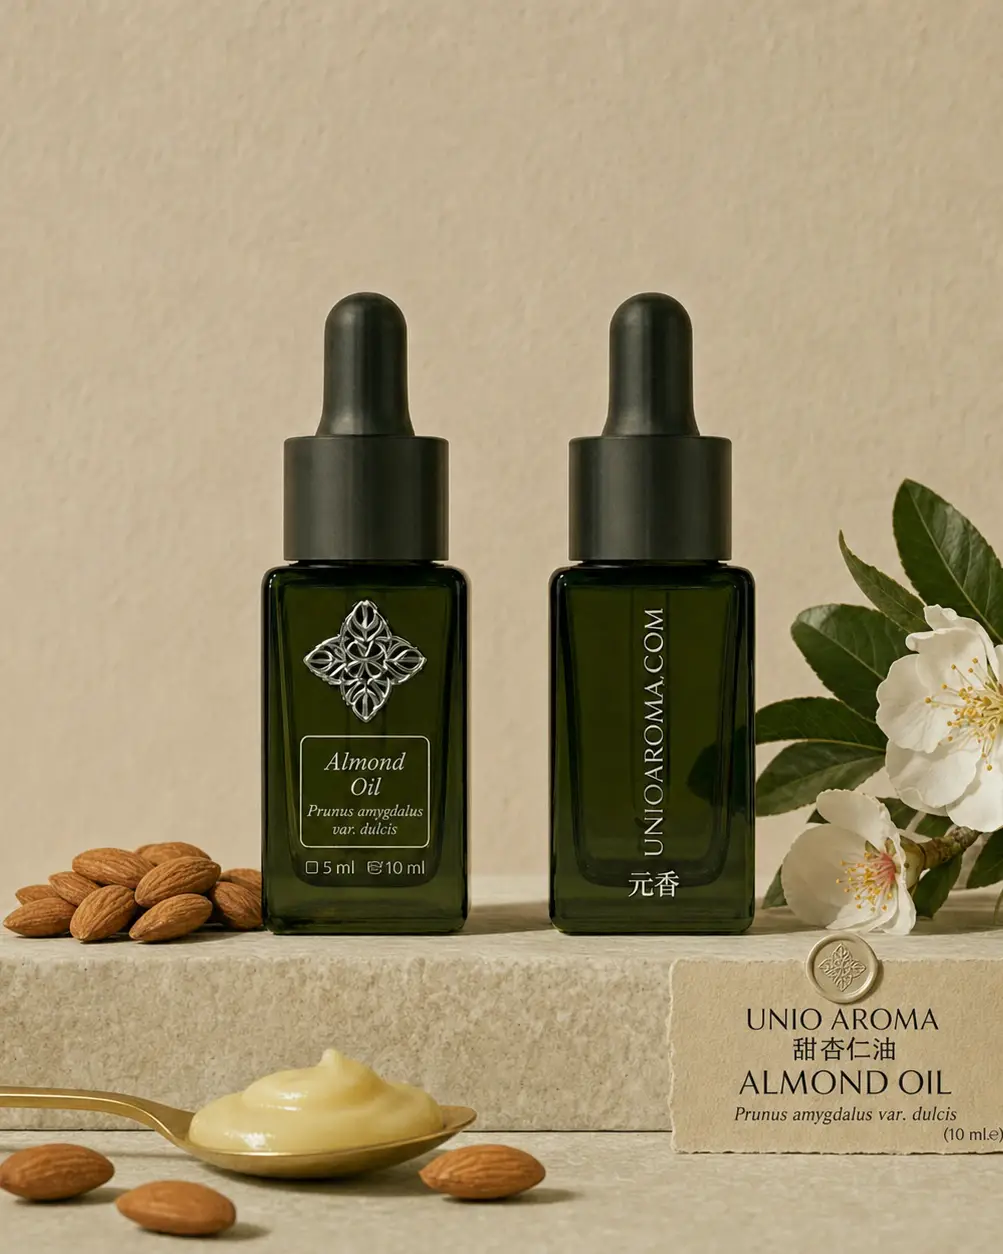 Almond
Oil
Prunus amygdalus
var. dulcis
☐ 5 ml 10 ml
UNIOAROMA.COM
元香
UNIO AROMA
甜杏仁油
ALMOND OIL
Prunus amygdalus var. dulcis
(10 ml.e)